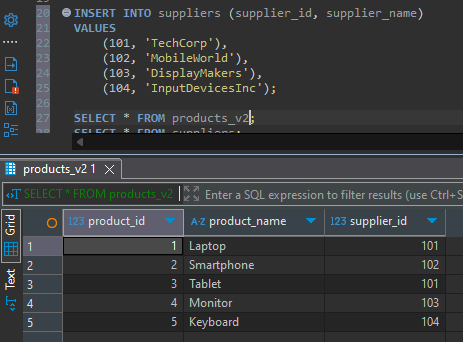 20 INSERT INTO suppliers (supplier_id, supplier_name)
21 VALUES
22 (101, 'TechCorp'),
23 (102, 'MobileWorld'),
24 (103, 'DisplayMakers'),
25 (104, 'InputDevicesInc');
26
27 SELECT * FROM products_v2;
28 SELECT * FROM suppliers;
products_v2 1
SELECT * FROM products_v2 Enter a SQL expression to filter results (use Ctrl+S
Grid
Text
123 product_id A-Z product_name 123 supplier_id
1 1 Laptop 101
2 2 Smartphone 102
3 3 Tablet 101
4 4 Monitor 103
5 5 Keyboard 104